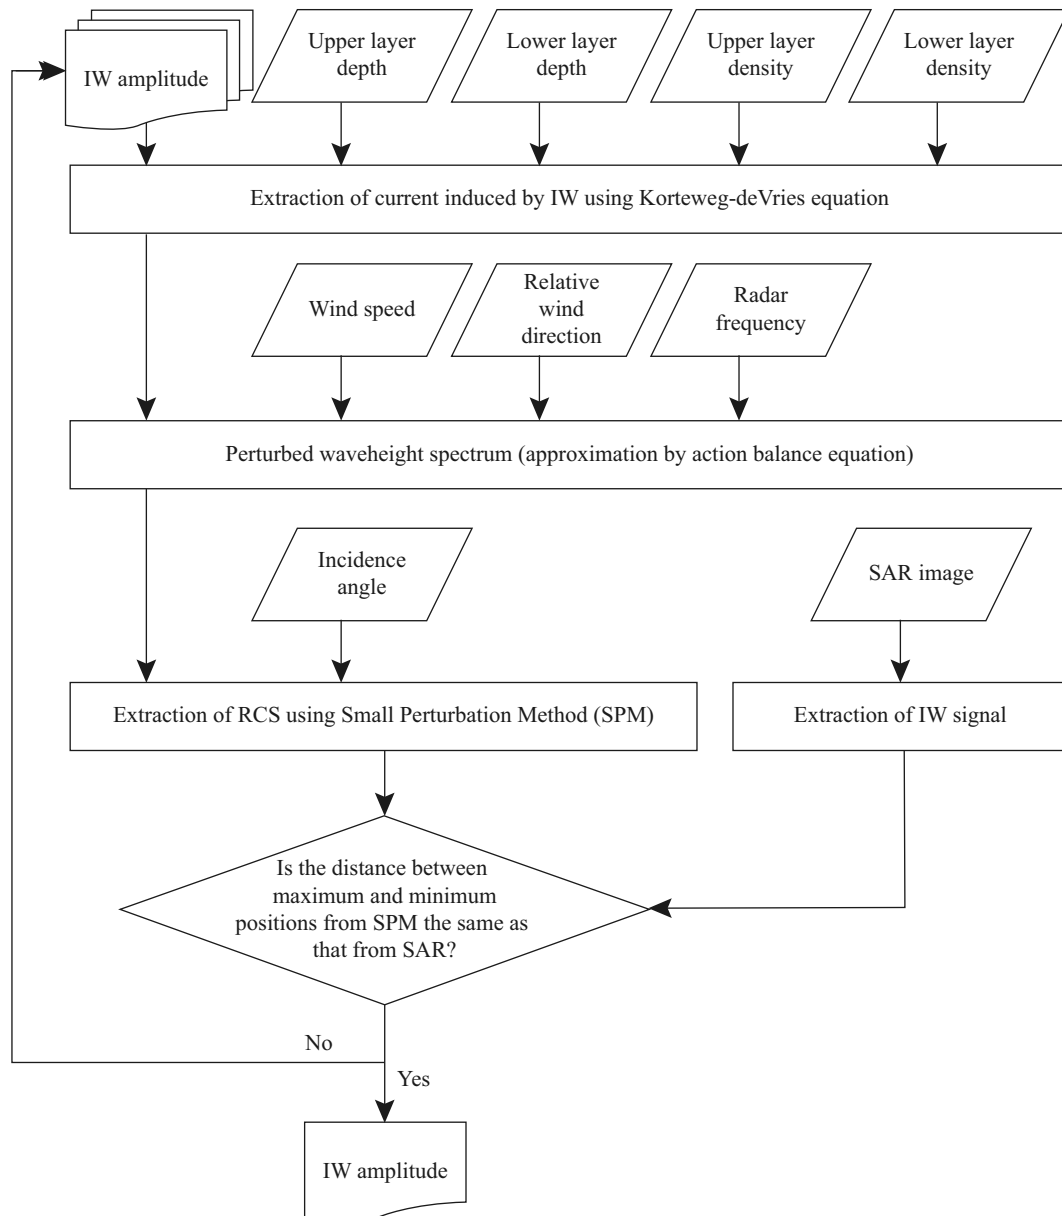 IW amplitude
Upper layer
depth
Lower layer
depth
Upper layer
density
Lower layer
density
Extraction of current induced by IW using Korteweg-deVries equation
Wind speed
Relative
wind
direction
Radar
frequency
Perturbed waveheight spectrum (approximation by action balance equation)
Incidence
angle
SAR image
Extraction of RCS using Small Perturbation Method (SPM)
Extraction of IW signal
Is the distance between
maximum and minimum
positions from SPM the same as
that from SAR?
No
Yes
IW amplitude